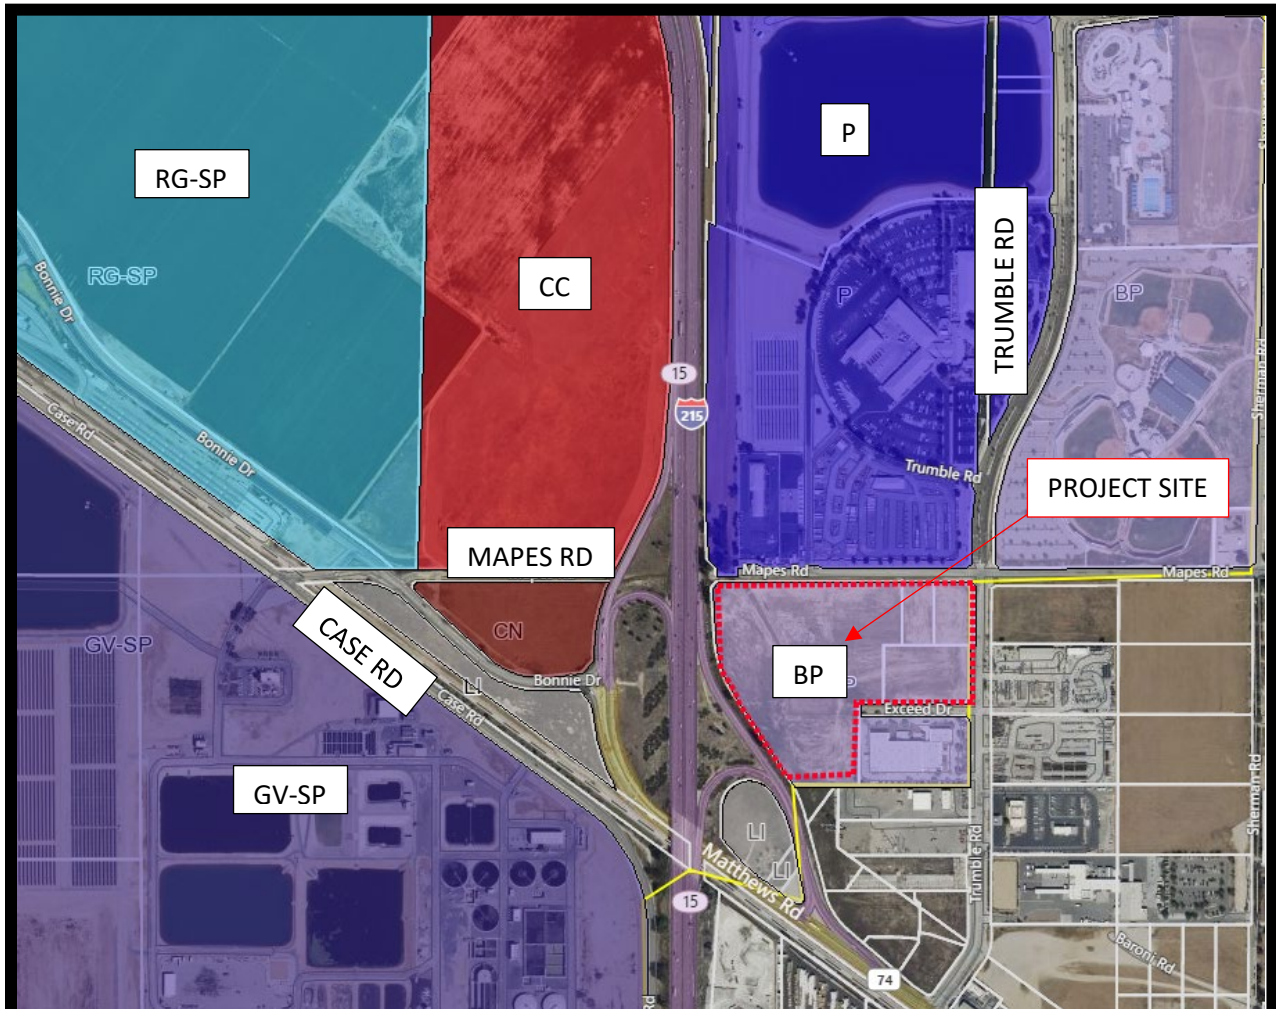 P
RG-SP
RG-SP
CC
TRUMBLE RD
Sherman Rd
BP
P
Bonnie Dr
15
215
Case Rd
Bonnie Dr
Trumble Rd
PROJECT SITE
MAPES RD
Mapes Rd
Mapes Rd
CN
CASE RD
GV-SP
BP
Bonnie Dr
LI
Case Rd
Exceed Dr
GV-SP
LI
LI
Matthews Rd
Trumble Rd
Sherman Rd
15
Baroni Rd
74
Rd